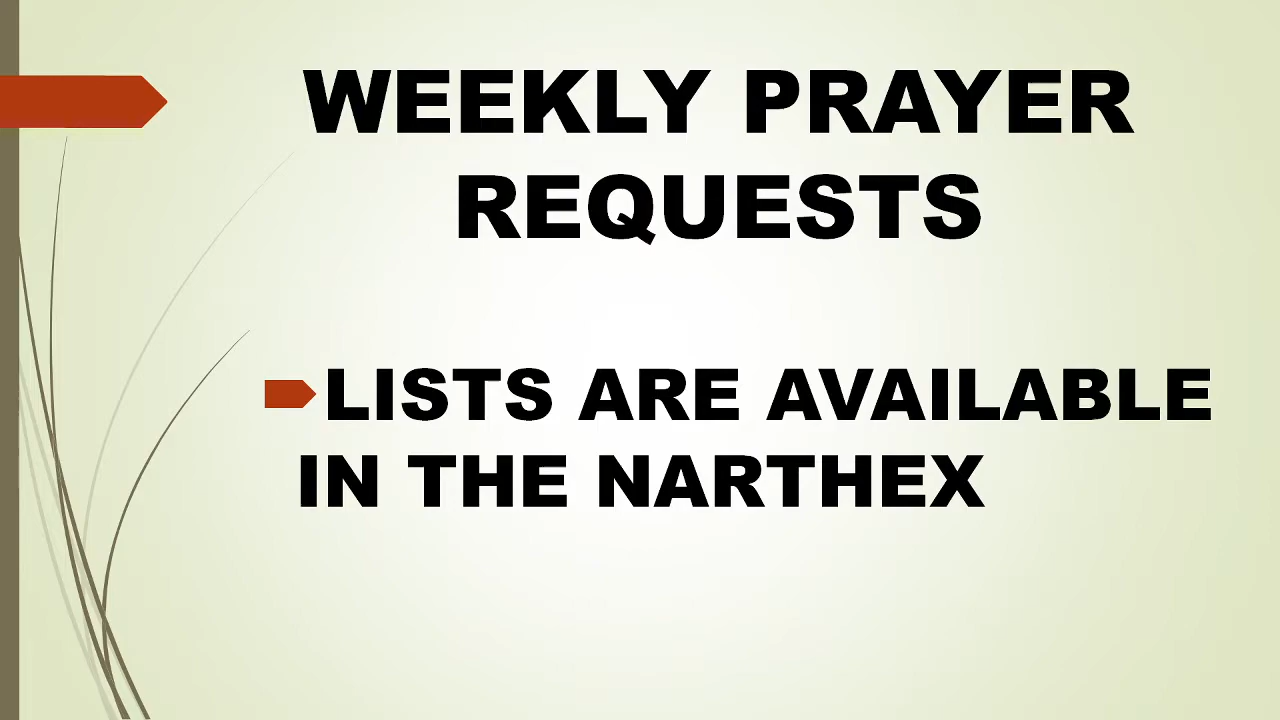 WEEKLY PRAYER
REQUESTS
LISTS ARE AVAILABLE
IN THE NARTHEX